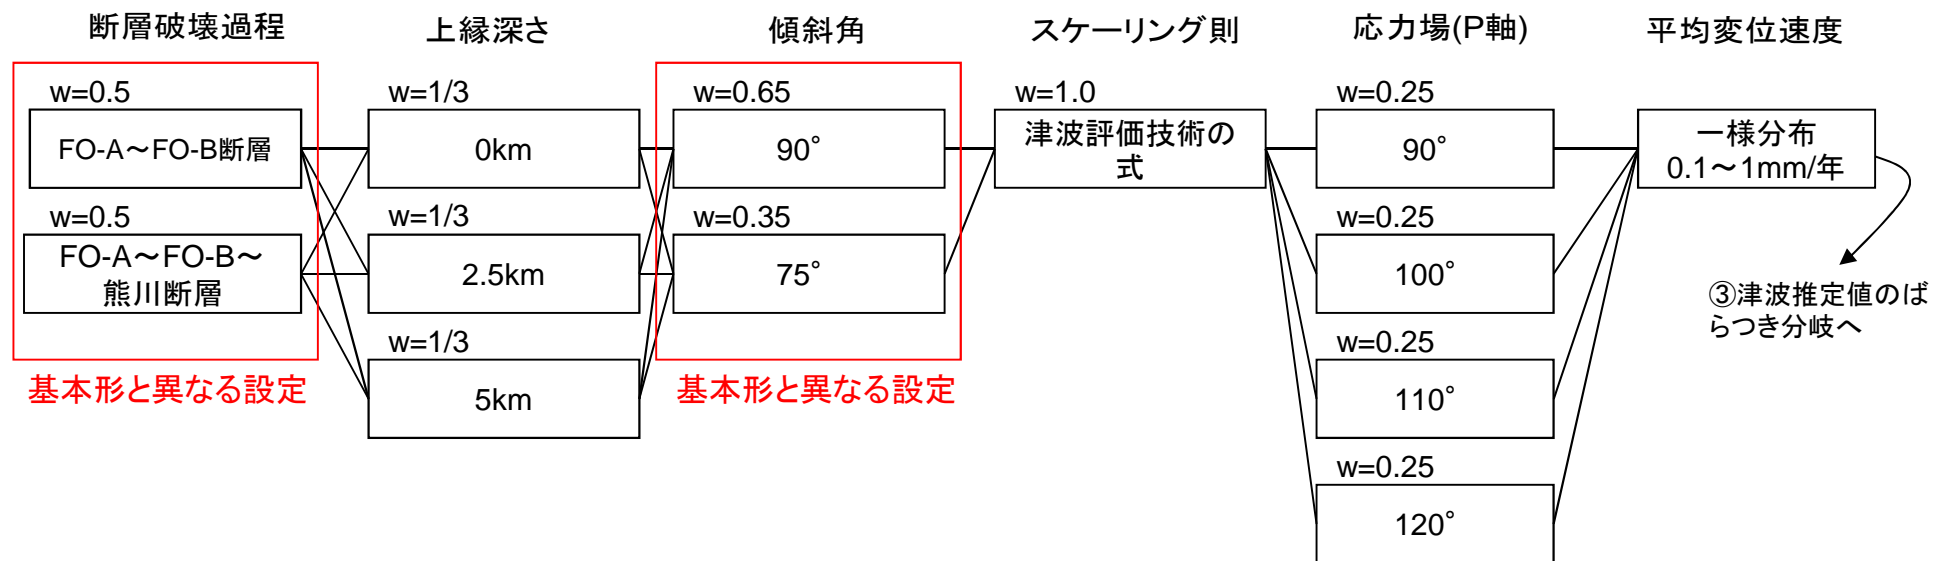 断層破壊過程
上縁深さ
傾斜角
スケーリング則
応力場(P軸)
平均変位速度
w=0.5
FO-A～FO-B断層
w=0.5
FO-A～FO-B～
熊川断層
基本形と異なる設定
w=1/3
0km
w=1/3
2.5km
w=1/3
5km
w=0.65
90°
w=0.35
75°
基本形と異なる設定
w=1.0
津波評価技術の
式
w=0.25
90°
w=0.25
100°
w=0.25
110°
w=0.25
120°
一様分布
0.1～1mm/年
③津波推定値のば
らつき分岐へ